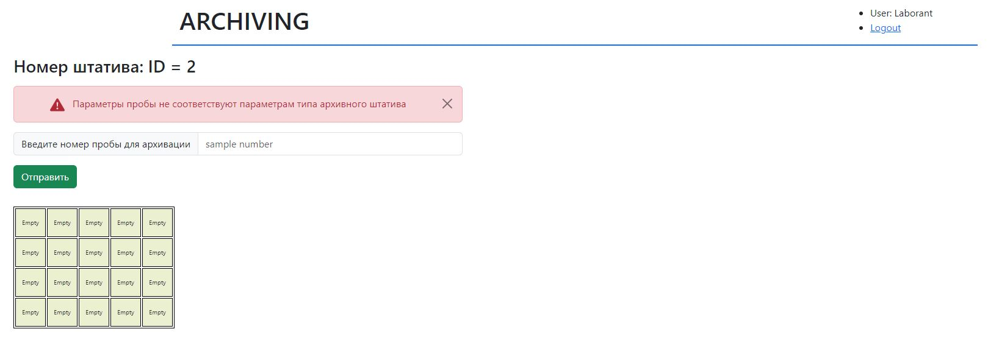 ARCHIVING
User: Laborant
Logout
Номер штатива: ID = 2
Параметры пробы не соответствуют параметрам типа архивного штатива
Введите номер пробы для архивации sample number
Отправить
Empty Empty Empty Empty Empty
Empty Empty Empty Empty Empty
Empty Empty Empty Empty Empty
Empty Empty Empty Empty Empty